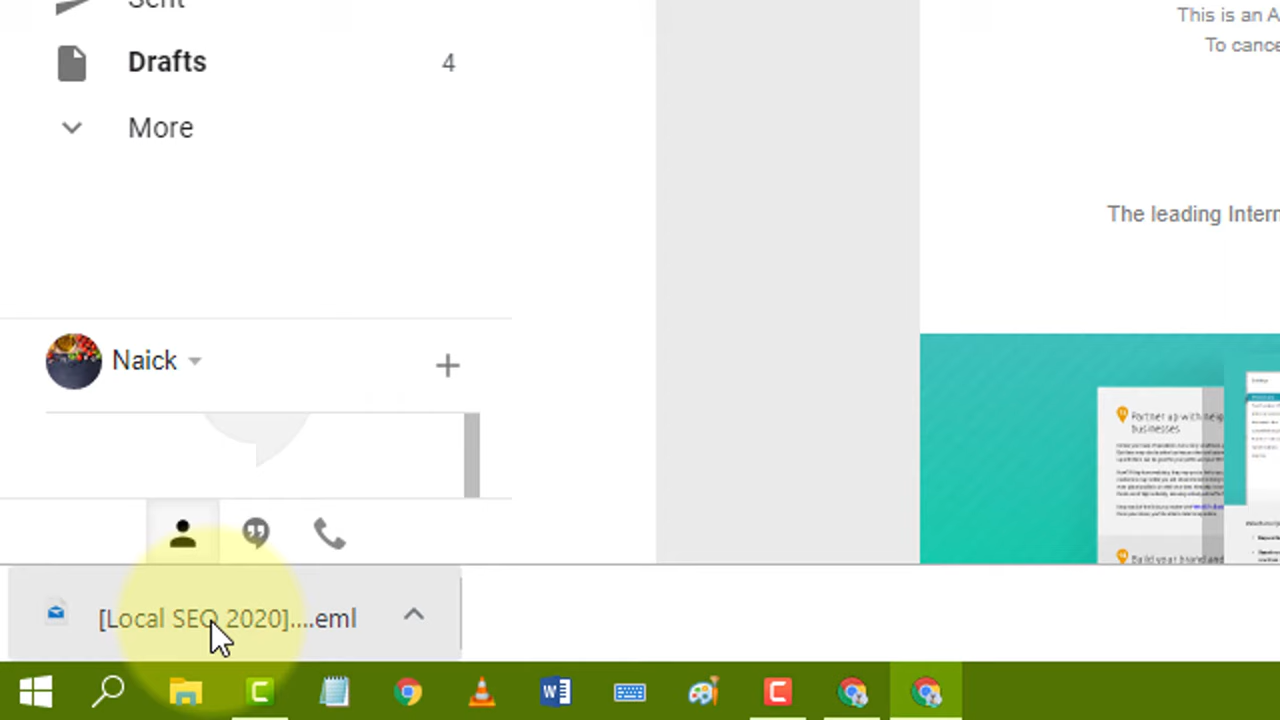 Sent
Drafts 4
More
This is an A
To cance
The leading Intern
Naick
Partner up with neig
businesses
Build your brand and
[Local SEO 2020]....eml